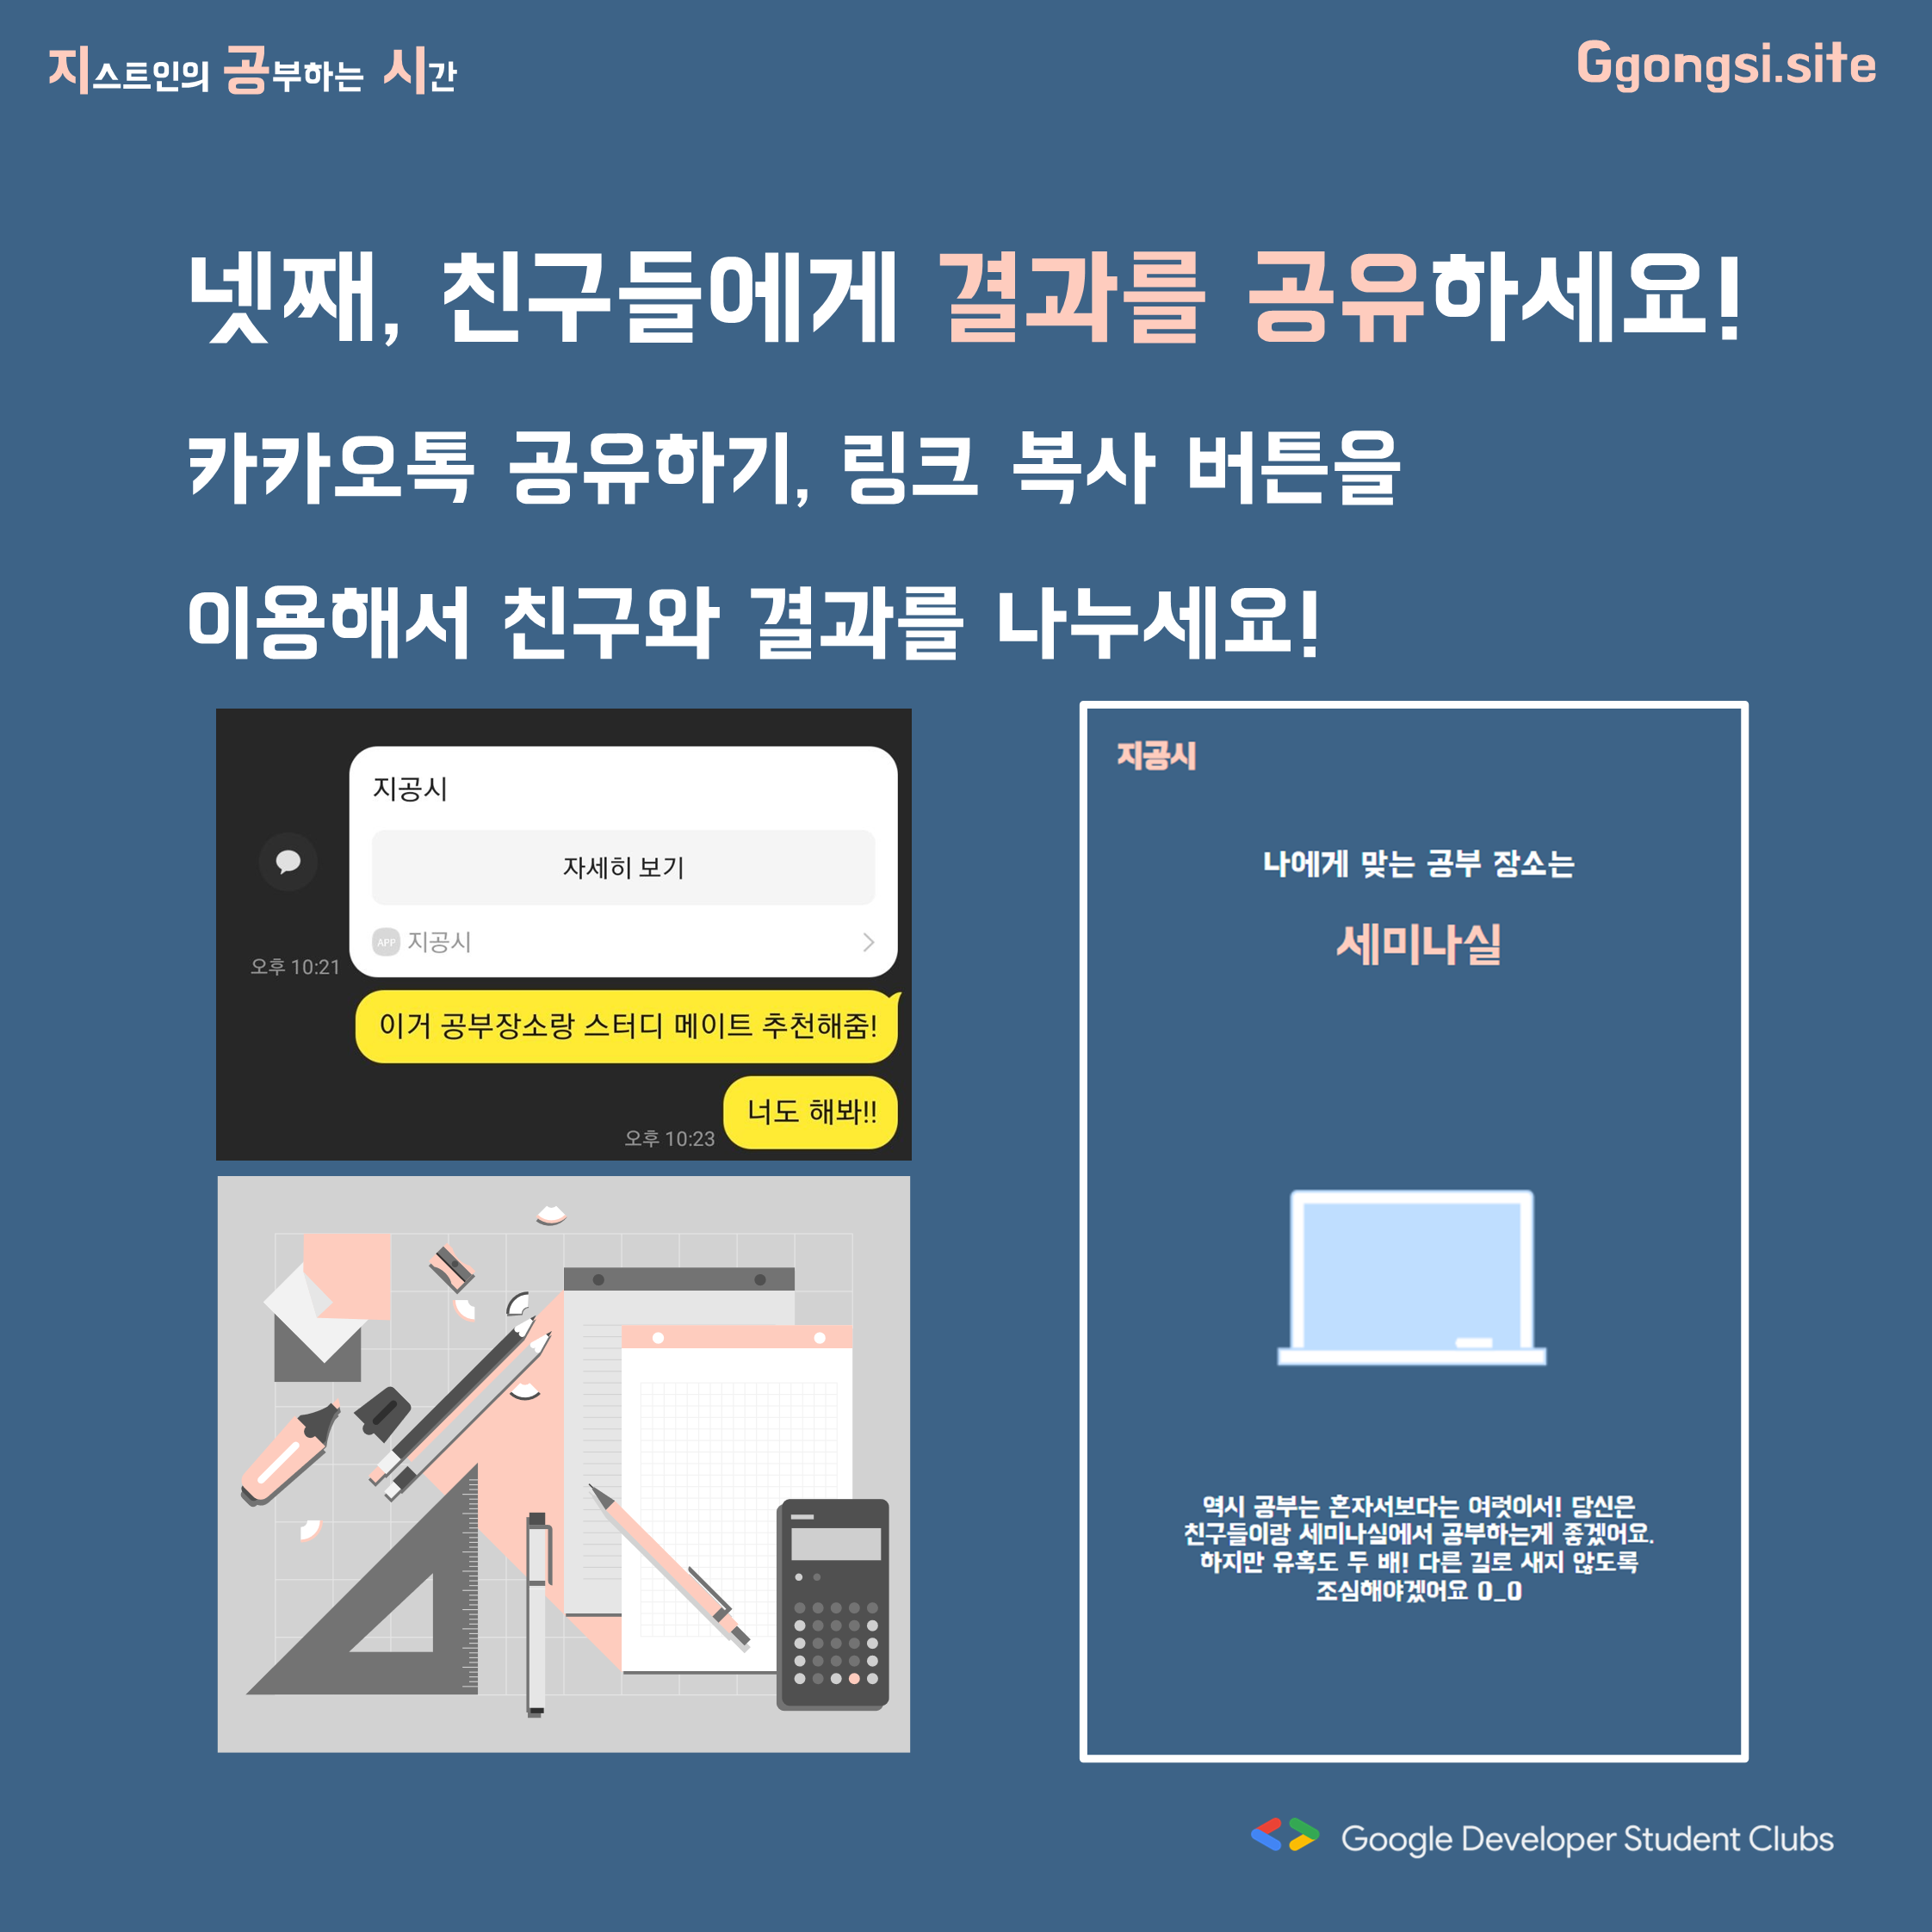 지스트인의 공부하는 시간
Ggongsi.site
넷째, 친구들에게 결과를 공유하세요!
카카오톡 공유하기, 링크 복사 버튼을
이용해서 친구와 결과를 나누세요!
지공시
자세히 보기
APP 지공시
오후 10:21
이거 공부장소랑 스터디 메이트 추천해줌!
너도 해봐!!
오후 10:23
지공시
나에게 맞는 공부 장소는
세미나실
역시 공부는 혼자서보다는 여럿이서! 당신은
친구들이랑 세미나실에서 공부하는게 좋겠어요.
하지만 유혹도 두 배! 다른 길로 새지 않도록
조심해야겠어요 0_0
Google Developer Student Clubs